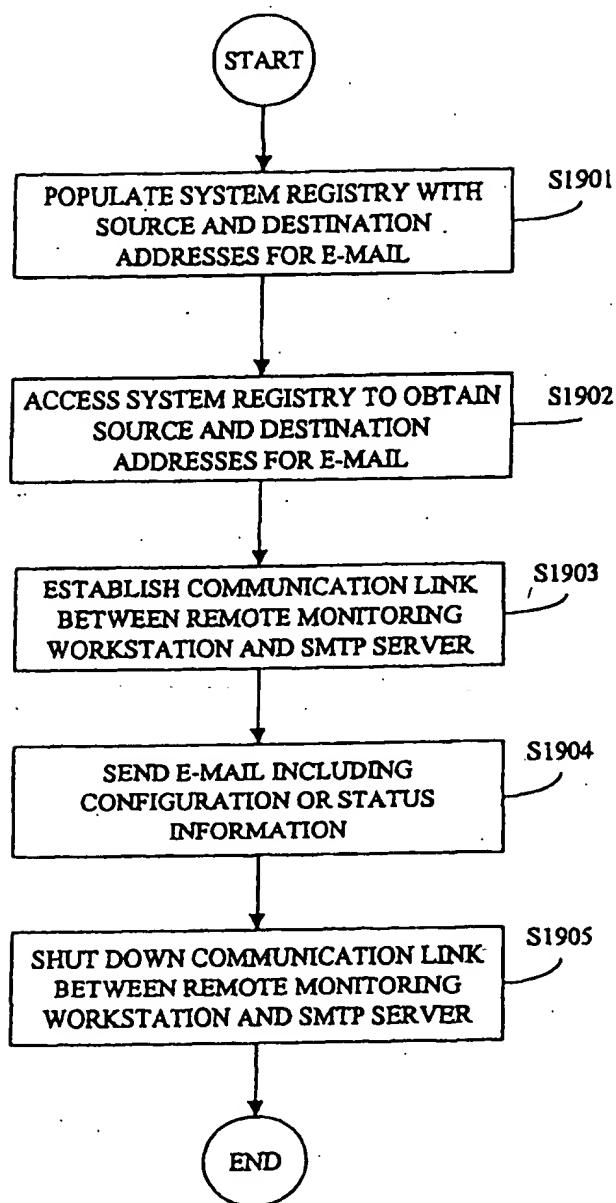 START
POPULATE SYSTEM REGISTRY WITH
SOURCE AND DESTINATION
ADDRESSES FOR E-MAIL
S1901
ACCESS SYSTEM REGISTRY TO OBTAIN
SOURCE AND DESTINATION
ADDRESSES FOR E-MAIL
S1902
ESTABLISH COMMUNICATION LINK
BETWEEN REMOTE MONITORING
WORKSTATION AND SMTP SERVER
S1903
SEND E-MAIL INCLUDING
CONFIGURATION OR STATUS
INFORMATION
S1904
SHUT DOWN COMMUNICATION LINK
BETWEEN REMOTE MONITORING
WORKSTATION AND SMTP SERVER
S1905
END